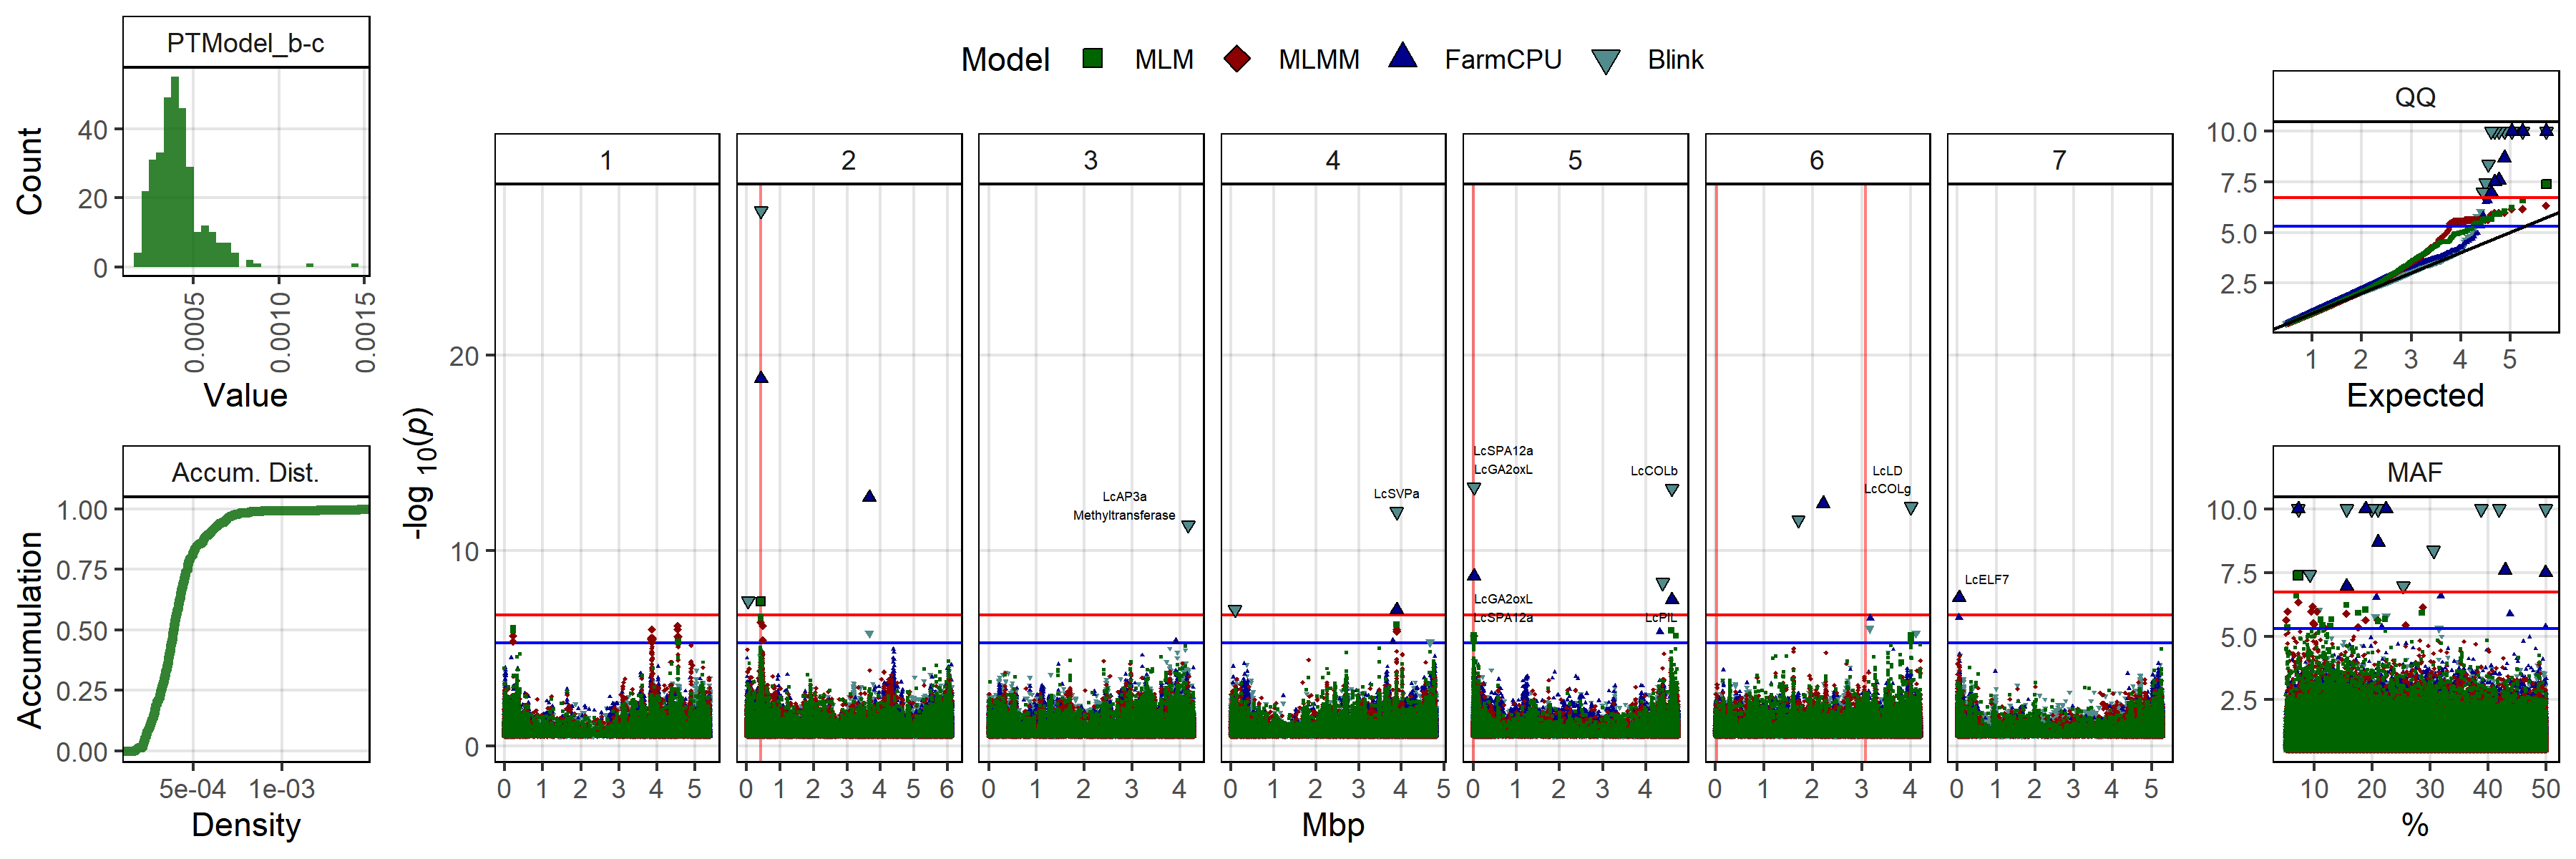 PTModel_b-c
Count
40
20
0
0.0005
0.0010
0.0015
Value
Accum. Dist.
Accumulation
1.00
0.75
0.50
0.25
0.00
5e-04 1e-03
Density
Model MLM MLMM FarmCPU Blink
-log 10(p)
1 2 3 4 5 6 7
20
10
0
LcSPA12a
LcGA2oxL
LcCOLb
LcLD
LcCOLg
LcAP3a
Methyltransferase
LcSVPa
LcELF7
LcGA2oxL
LcSPA12a
LcPIL
0 1 2 3 4 5 0 1 2 3 4 5 6 0 1 2 3 4 0 1 2 3 4 5 0 1 2 3 4 0 1 2 3 4 0 1 2 3 4 5
Mbp
QQ
10.0
7.5
5.0
2.5
1 2 3 4 5
Expected
MAF
10.0
7.5
5.0
2.5
10 20 30 40 50
%